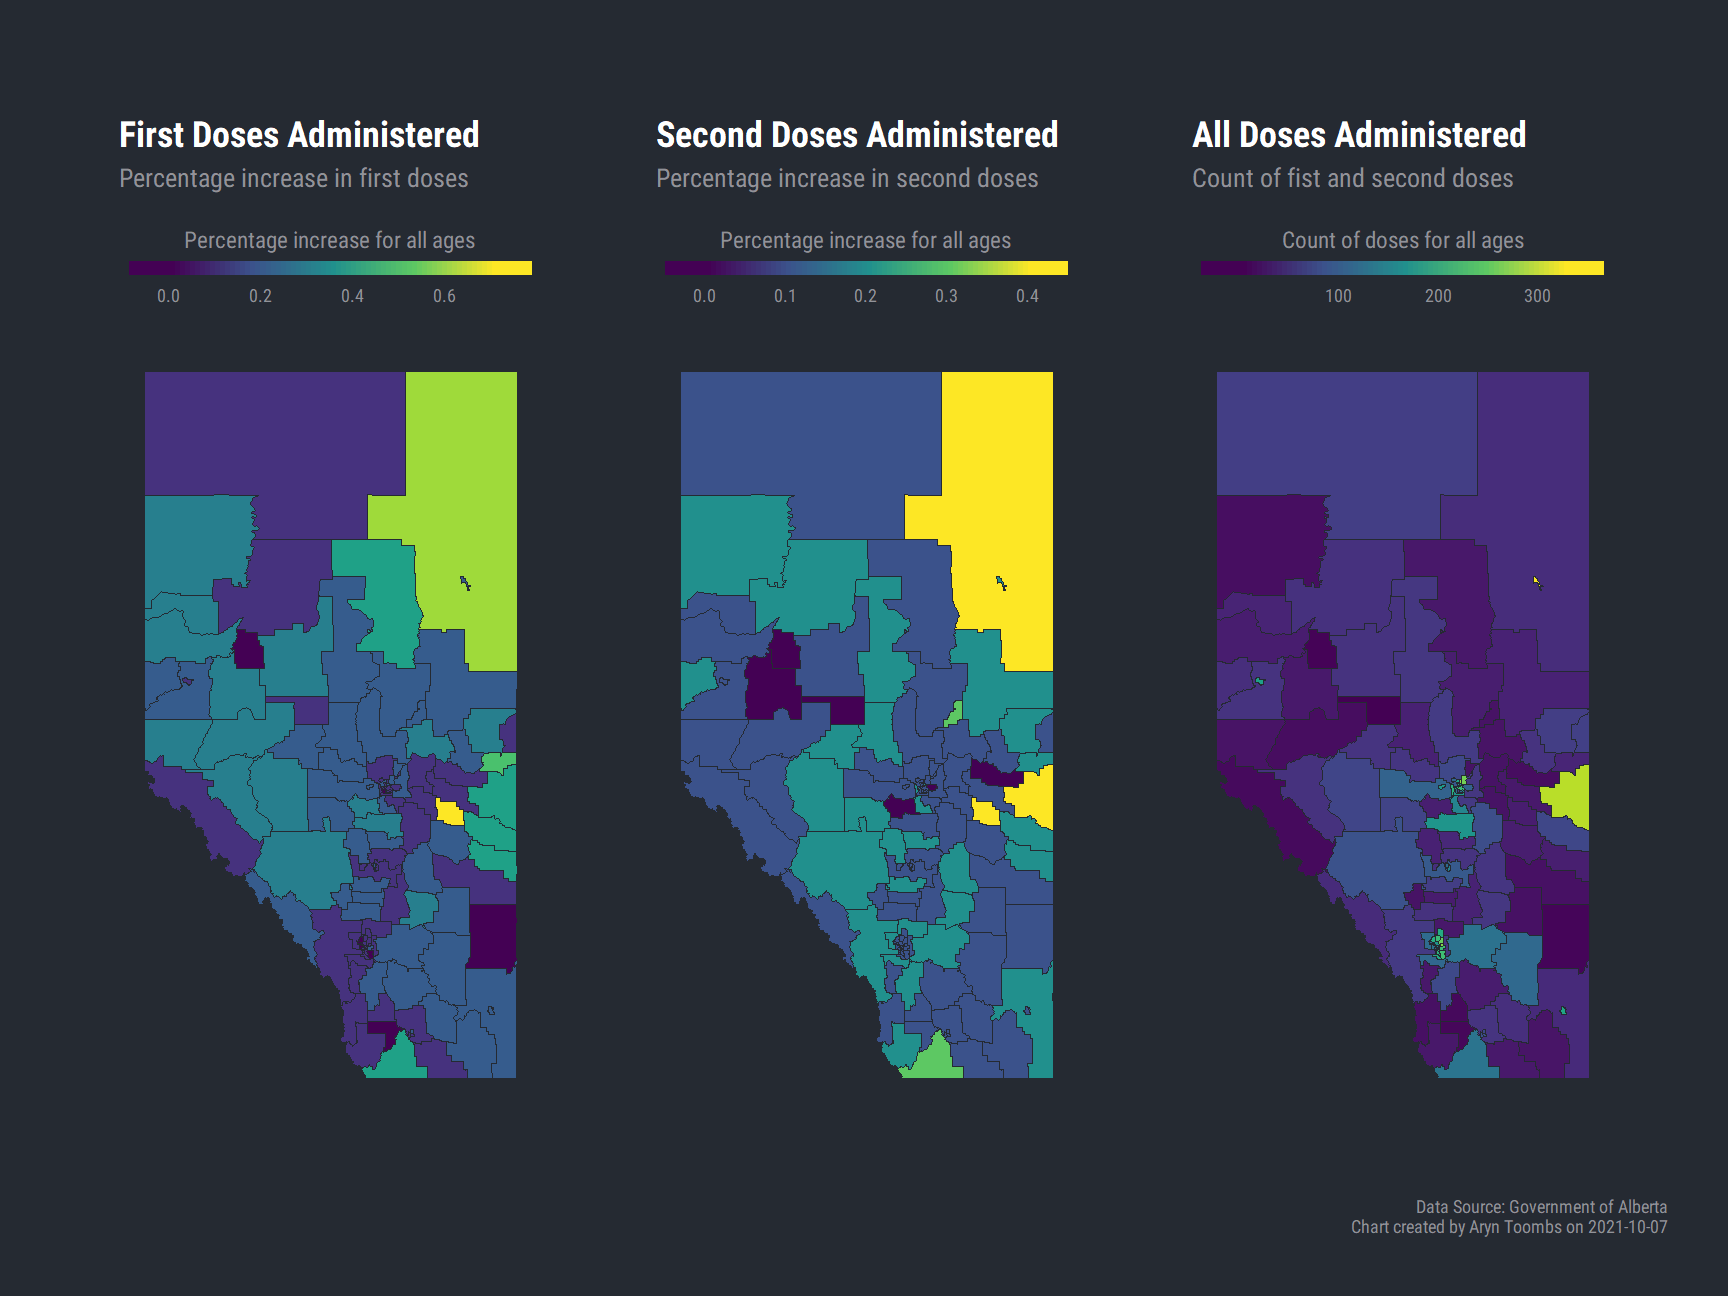 First Doses Administered
Percentage increase in first doses
Percentage increase for all ages
0.0 0.2 0.4 0.6
Second Doses Administered
Percentage increase in second doses
Percentage increase for all ages
0.0 0.1 0.2 0.3 0.4
All Doses Administered
Count of fist and second doses
Count of doses for all ages
100 200 300
Data Source: Government of Alberta
Chart created by Aryn Toombs on 2021-10-07